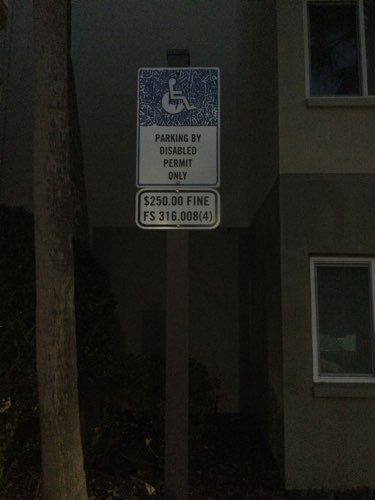 PARKING BY
DISABLED
PERMIT
ONLY
$250.00 FINE
FS 316.008(4)